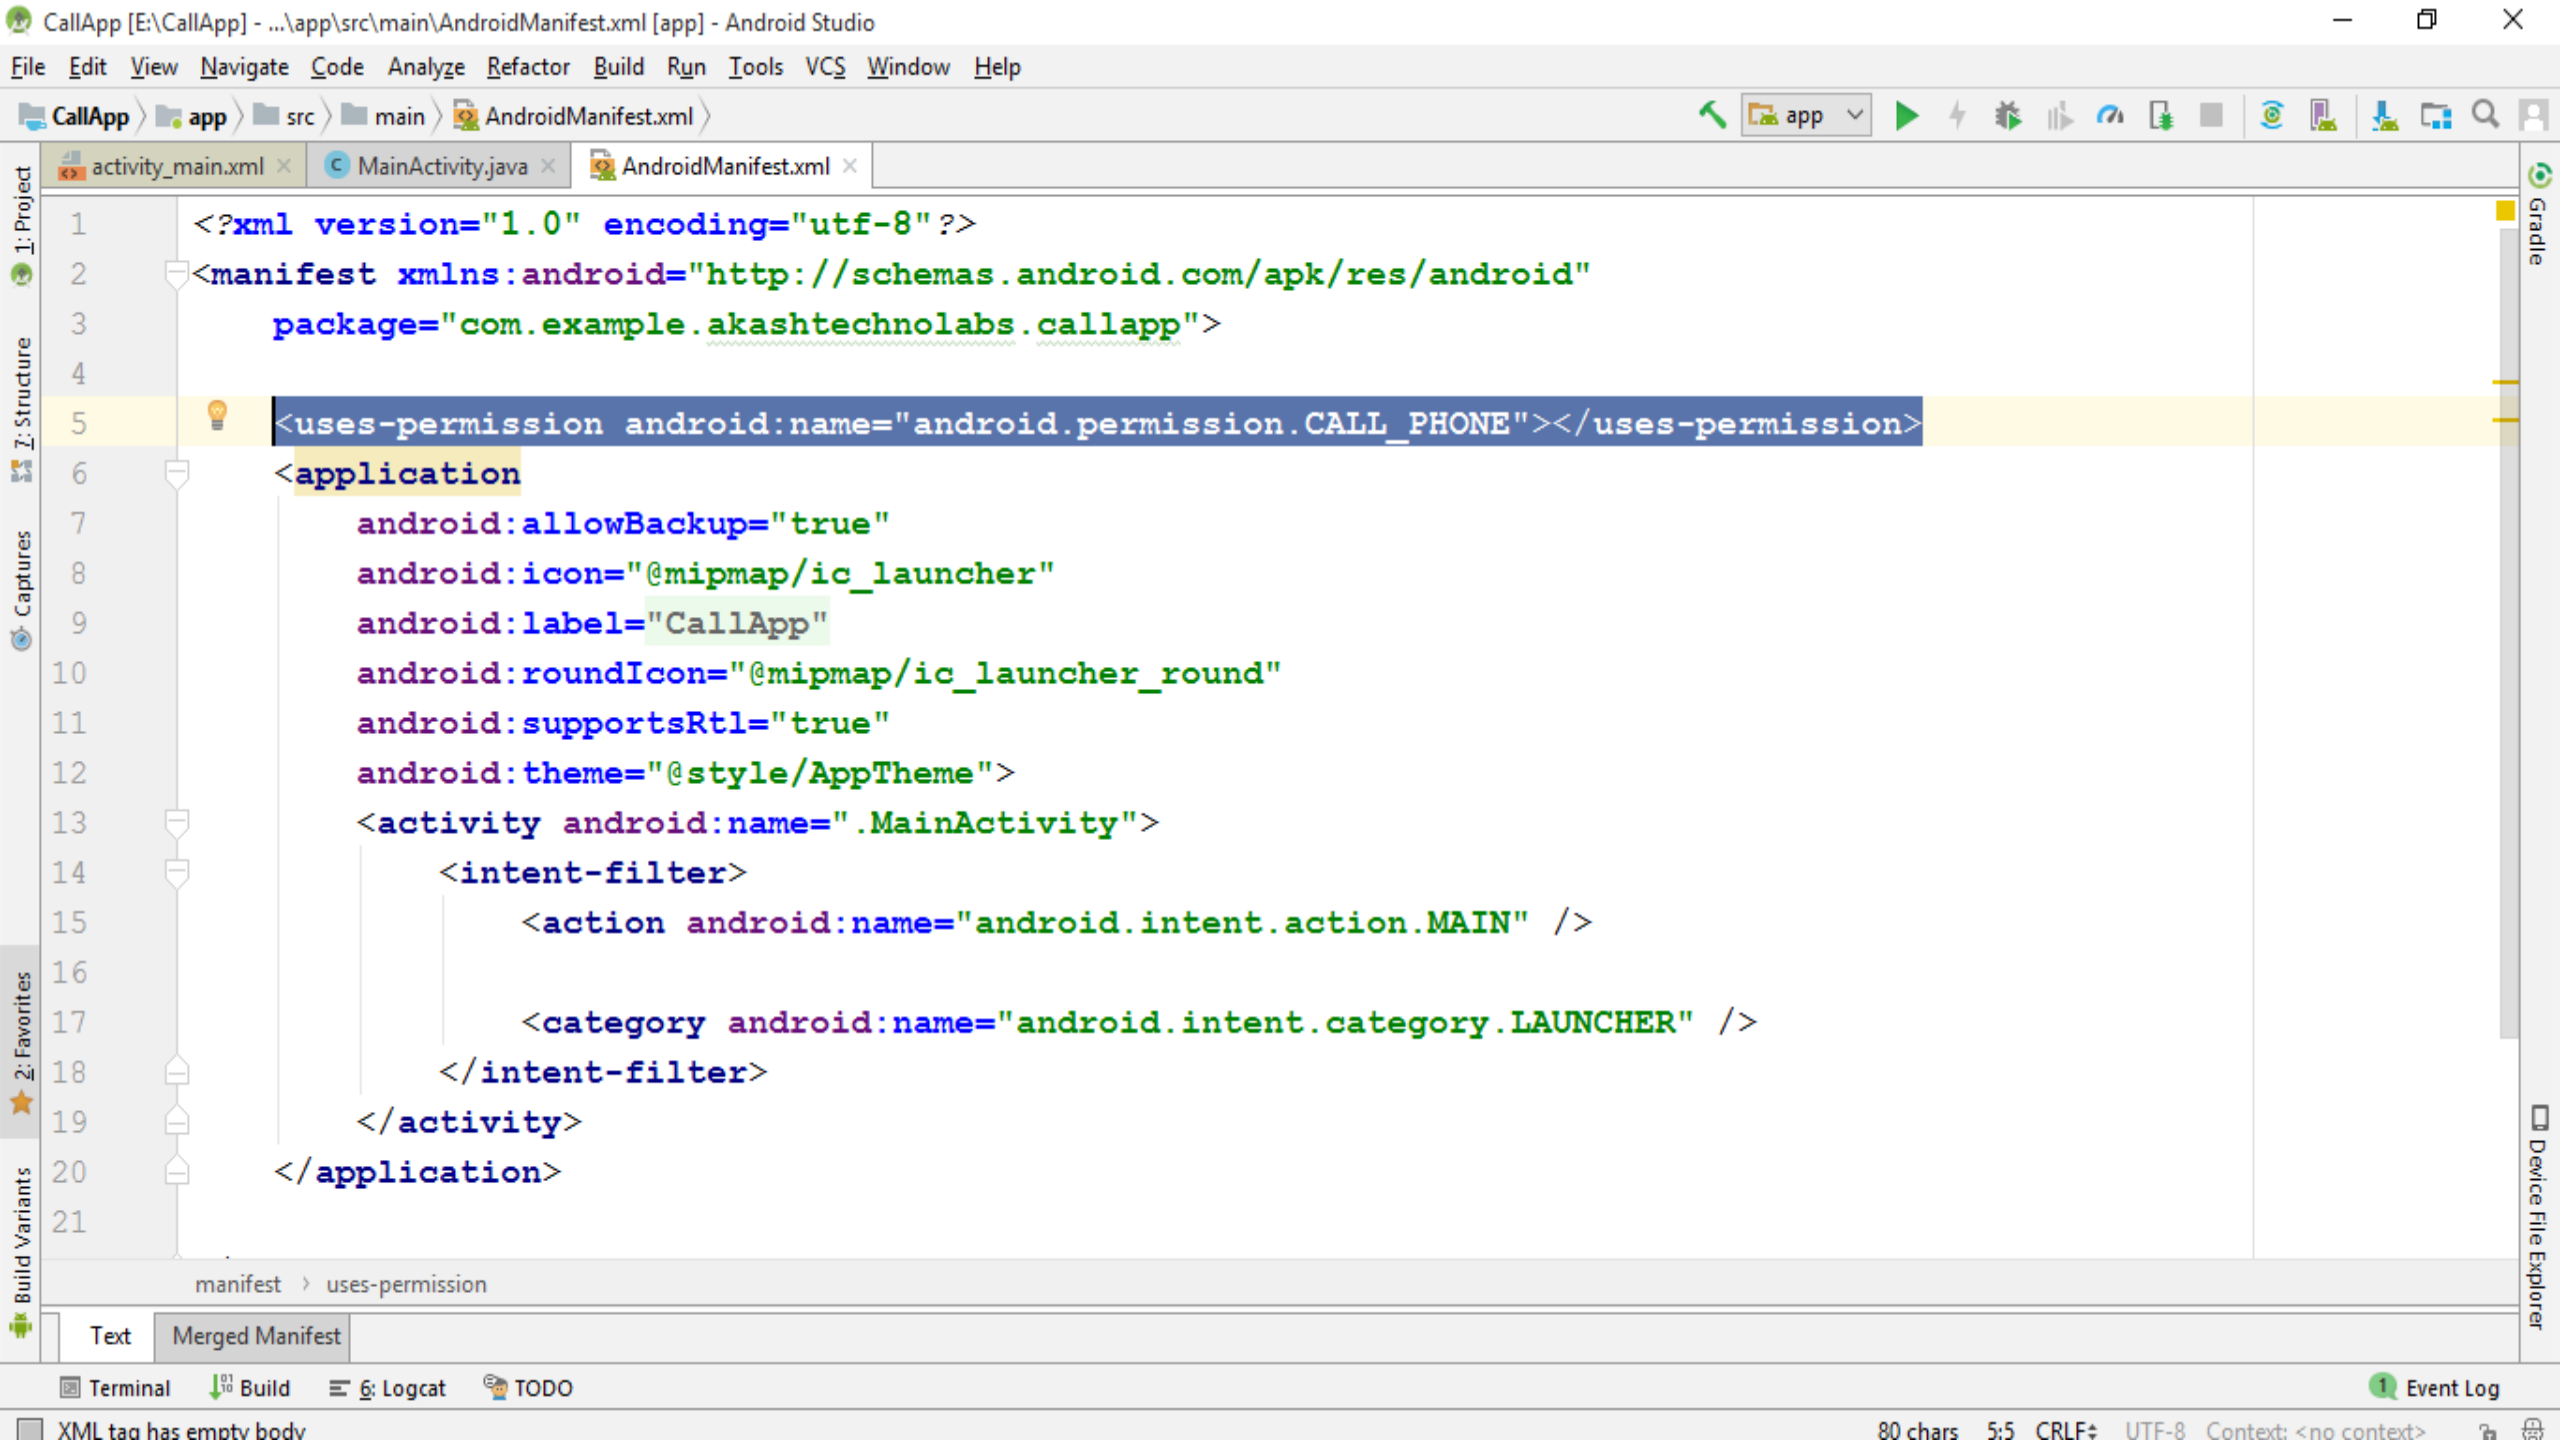 CallApp [E:\CallApp] - ...\app\src\main\AndroidManifest.xml [app] - Android Studio
File Edit View Navigate Code Analyze Refactor Build Run Tools VCS Window Help
CallApp app src main AndroidManifest.xml app
activity_main.xml MainActivity.java AndroidManifest.xml
1 <?xml version="1.0" encoding="utf-8"?>
2 <manifest xmlns:android="http://schemas.android.com/apk/res/android"
3 package="com.example.akashtechnolabs.callapp">
4
5 <uses-permission android:name="android.permission.CALL_PHONE"></uses-permission>
6 <application
7 android:allowBackup="true"
8 android:icon="@mipmap/ic_launcher"
9 android:label="CallApp"
10 android:roundIcon="@mipmap/ic_launcher_round"
11 android:supportsRtl="true"
12 android:theme="@style/AppTheme">
13 <activity android:name=".MainActivity">
14 <intent-filter>
15 <action android:name="android.intent.action.MAIN" />
16
17 <category android:name="android.intent.category.LAUNCHER" />
18 </intent-filter>
19 </activity>
20 </application>
21
manifest › uses-permission
Text Merged Manifest
Terminal Build 6: Logcat TODO 1 Event Log
XML tag has empty body 80 chars 5:5 CRLF UTF-8 Context: <no context>
1: Project
7: Structure
Captures
2: Favorites
Build Variants
Gradle
Device File Explorer